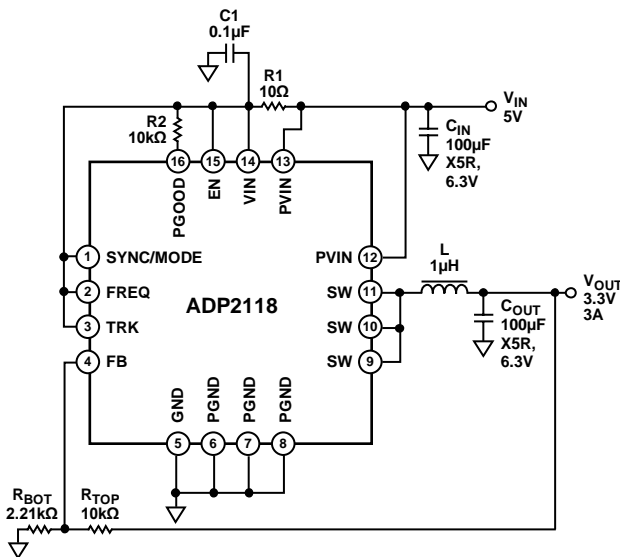 C1
0.1µF
R1
10Ω
R2
10kΩ
VIN
5V
CIN
100µF
X5R,
6.3V
16
15
14
13
PGOOD
EN
VIN
PVIN
1
SYNC/MODE
2
FREQ
3
TRK
4
FB
ADP2118
PVIN
12
SW
11
SW
10
SW
9
L
1µH
VOUT
3.3V
3A
COUT
100µF
X5R,
6.3V
GND
PGND
PGND
PGND
5
6
7
8
RBOT
2.21kΩ
RTOP
10kΩ